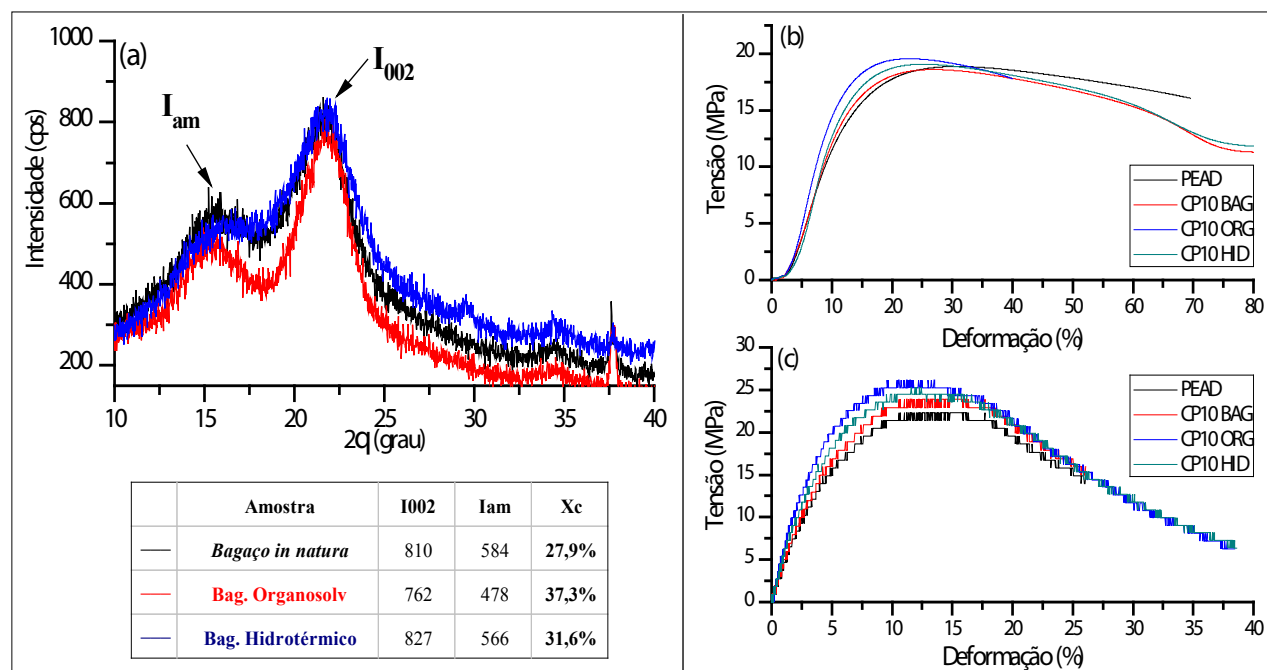 (a)
I002
Iam
1000
800
600
400
200
Intensidade (cps)
10 15 20 25 30 35 40
2q (grau)
Amostra I002 Iam Xc
Bagaço in natura 810 584 27,9%
Bag. Organosolv 762 478 37,3%
Bag. Hidrotérmico 827 566 31,6%
(b)
20
15
10
5
0
Tensão (MPa)
PEAD
CP10 BAG
CP10 ORG
CP10 HID
0 10 20 30 40 50 60 70 80
Deformação (%)
(c)
30
25
20
15
10
5
0
Tensão (MPa)
PEAD
CP10 BAG
CP10 ORG
CP10 HID
0 5 10 15 20 25 30 35 40
Deformação (%)